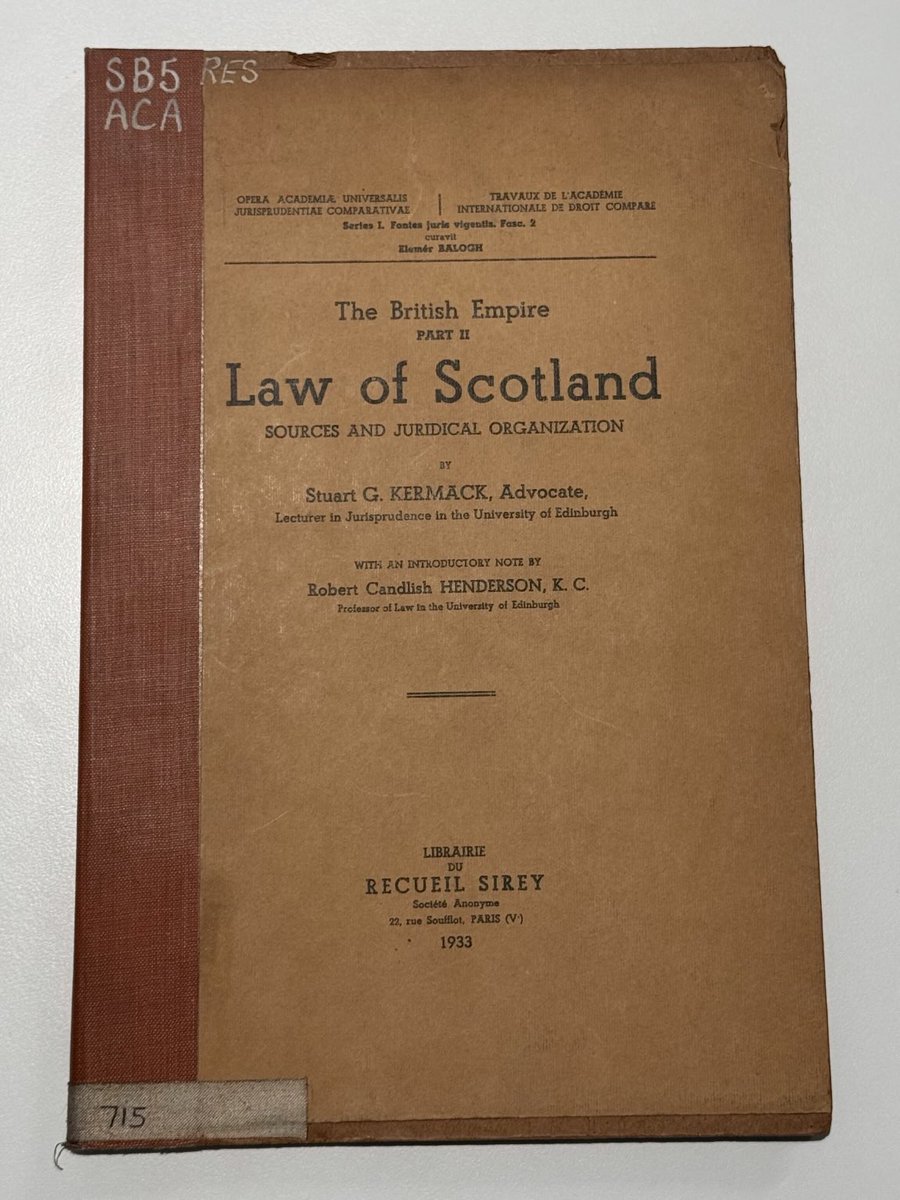 SB5 RES
ACA
OPERA ACADEMIÆ UNIVERSALIS
JURISPRUDENTIAE COMPARATIVAE
TRAVAUX DE L'ACADÉMIE
INTERNATIONALE DE DROIT COMPARÉ
Series I. Fontes juris vigentis. Fasc. 2
curavit
Elemér BALOGH
The British Empire
PART II
Law of Scotland
SOURCES AND JURIDICAL ORGANIZATION
BY
Stuart G. KERMACK, Advocate,
Lecturer in Jurisprudence in the University of Edinburgh
WITH AN INTRODUCTORY NOTE BY
Robert Candlish HENDERSON, K. C.
Professor of Law in the University of Edinburgh
LIBRAIRIE
DU
RECUEIL SIREY
Société Anonyme
22, rue Soufflot, PARIS (Vᵉ)
1933
715